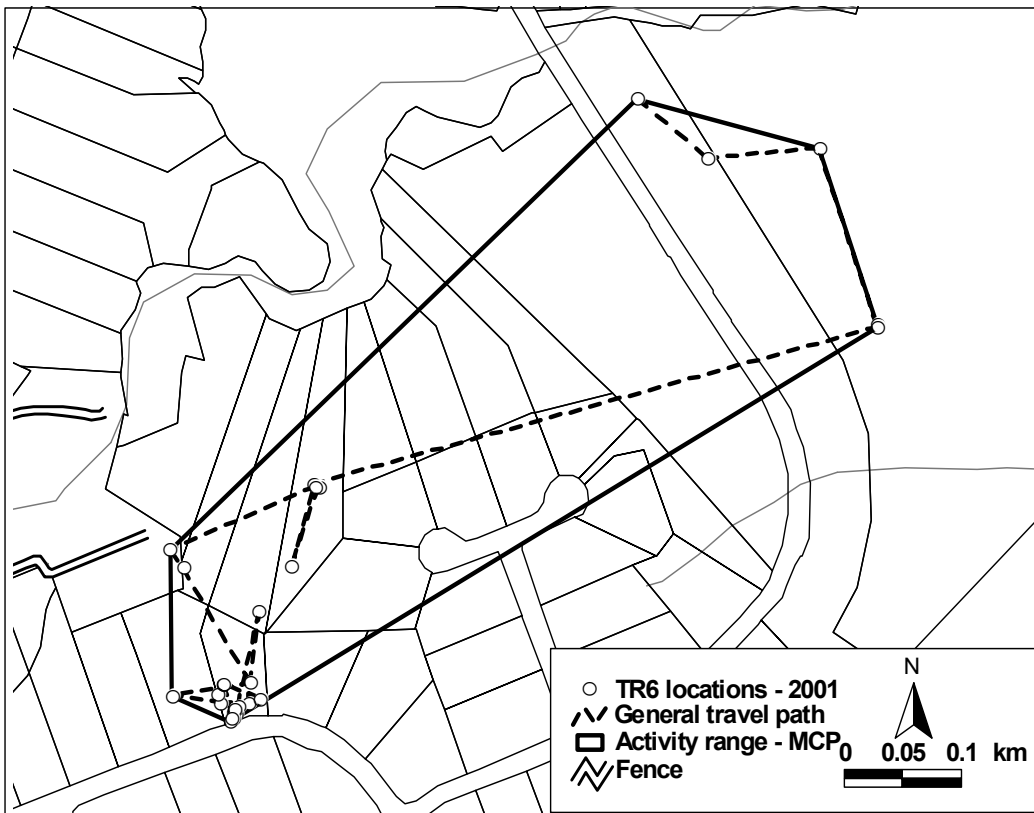 N
TR6 locations - 2001
General travel path
Activity range - MCP
Fence
0 0.05 0.1 km